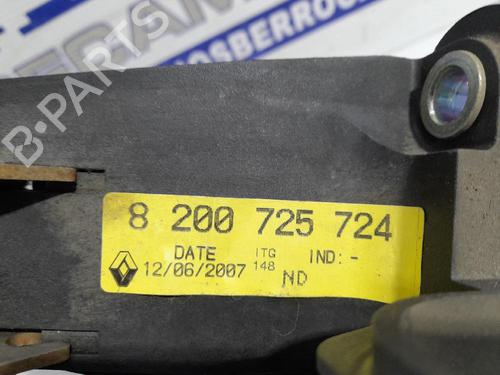 B-PARTS
8 200 725 724
DATE ITG IND: -
12/06/2007 148 ND